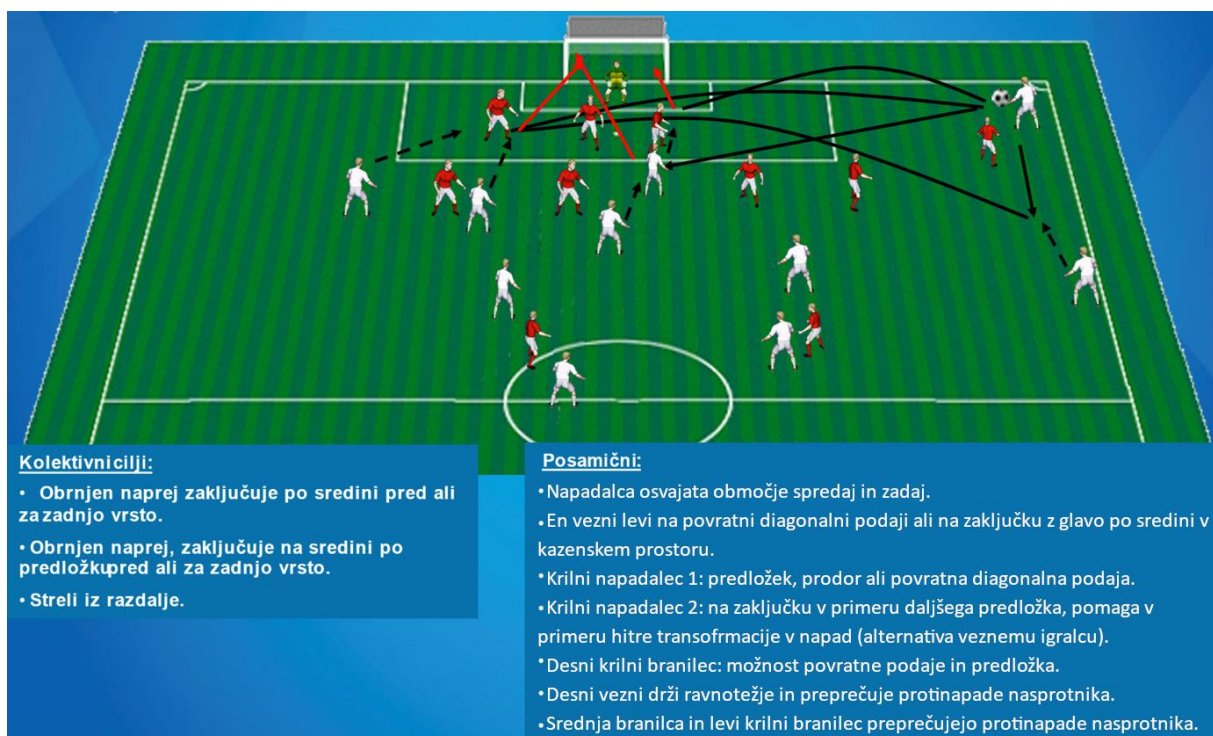 Kolektivnicilji:
• Obrnjen naprej zaključuje po sredini pred ali
za zadnjo vrsto.
• Obrnjen naprej, zaključuje na sredini po
predložkupred ali za zadnjo vrsto.
• Streli iz razdalje.
Posamični:
• Napadalca osvajata območje spredaj in zadaj.
• En vezni levi na povratni diagonalni podaji ali na zaključku z glavo po sredini v
kazenskem prostoru.
• Krilni napadalec 1: predložek, prodor ali povratna diagonalna podaja.
• Krilni napadalec 2: na zaključku v primeru daljšega predložka, pomaga v
primeru hitre transofrmacije v napad (alternativa veznemu igralcu).
• Desni krilni branilec: možnost povratne podaje in predložka.
• Desni vezni drži ravnotežje in preprečuje protinapade nasprotnika.
• Srednja branilca in levi krilni branilec preprečujejo protinapade nasprotnika.